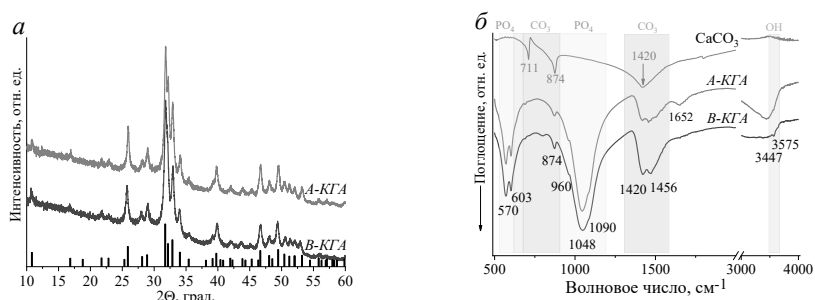 а
Интенсивность, отн. ед.
А-КГА
В-КГА
10 15 20 25 30 35 40 45 50 55 60
2Θ, град.
б
PO₄ CO₃ PO₄ CO₃ OH
CaCO₃
711
874
1420
А-КГА
1652
В-КГА
3575
3447
874
960
603
570
1420 1456
1090
1048
Поглощение, отн. ед.
500 1000 1500 3000 4000
Волновое число, см⁻¹